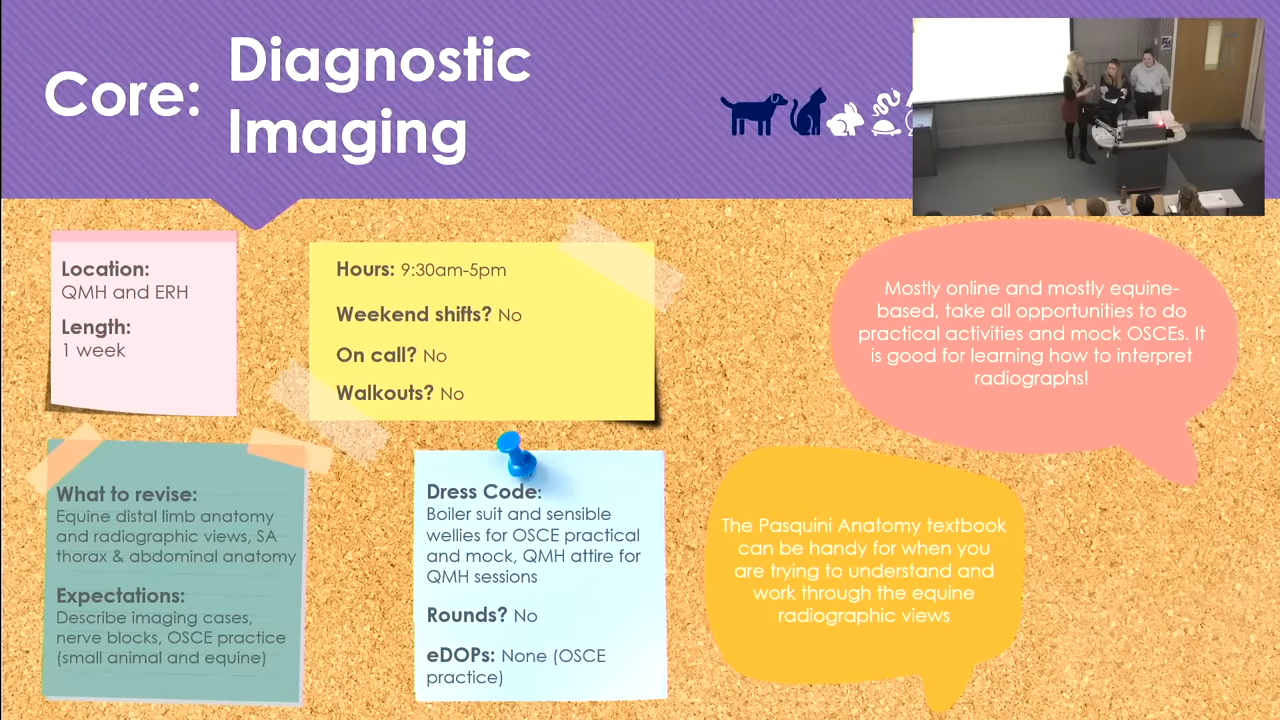 Core:
Diagnostic
Imaging
Location:
QMH and ERH
Length:
1 week
Hours: 9:30am-5pm
Weekend shifts? No
On call? No
Walkouts? No
Mostly online and mostly equine-
based, take all opportunities to do
practical activities and mock OSCEs. It
is good for learning how to interpret
radiographs!
What to revise:
Equine distal limb anatomy
and radiographic views, SA
thorax & abdominal anatomy
Expectations:
Describe imaging cases,
nerve blocks, OSCE practice
(small animal and equine)
Dress Code:
Boiler suit and sensible
wellies for OSCE practical
and mock, QMH attire for
QMH sessions
Rounds? No
eDOPs: None (OSCE
practice)
The Pasquini Anatomy textbook
can be handy for when you
are trying to understand and
work through the equine
radiographic views